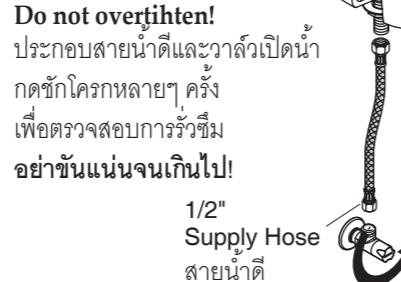 Do not overtihten!
ประกอบสายน้ำดีและวาล์วเปิดน้ำ
กดชักโครกหลายๆ ครั้ง
เพื่อตรวจสอบการรั่วซึม
อย่าขันแน่นจนเกินไป!
1/2"
Supply Hose
สายน้ำดี